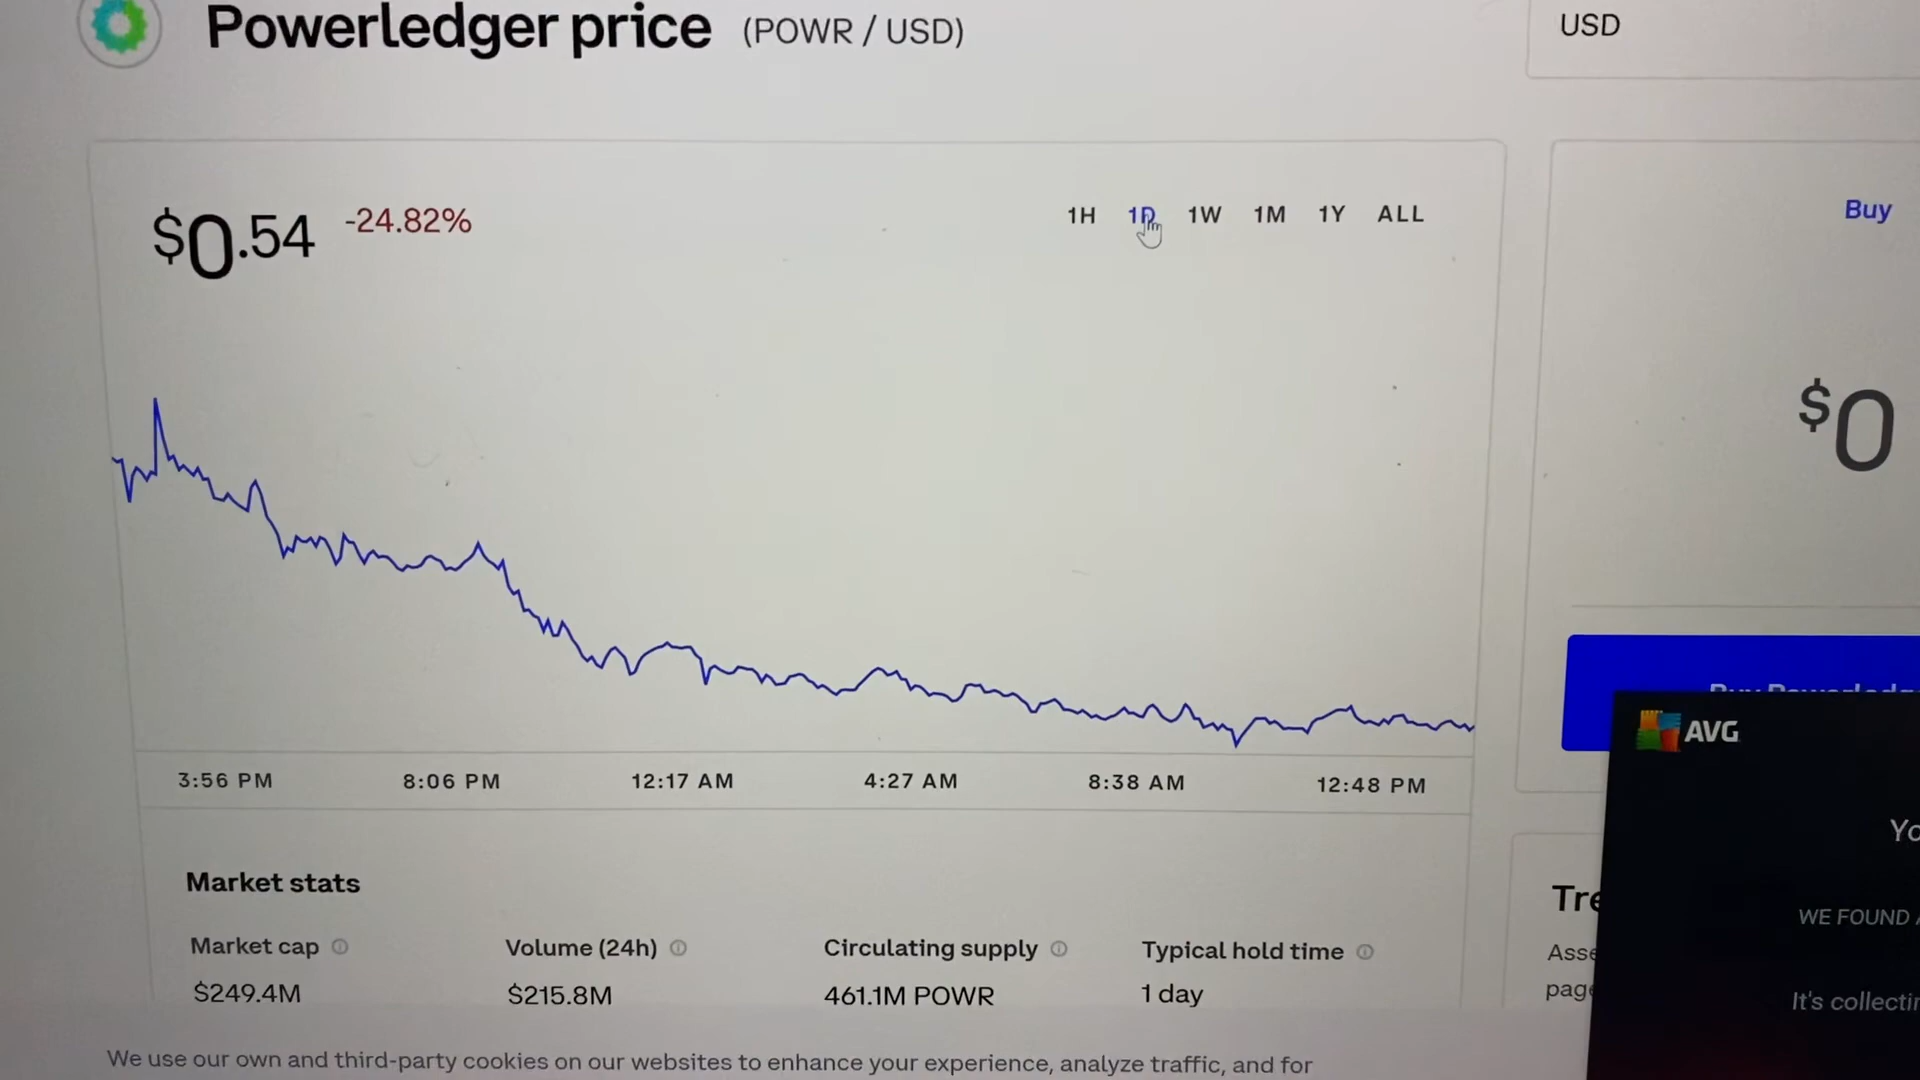 Powerledger price (POWR / USD)
USD
$0.54 -24.82%
1H 1D 1W 1M 1Y ALL
Buy
$0
3:56 PM 8:06 PM 12:17 AM 4:27 AM 8:38 AM 12:48 PM
AVG
Market stats
WE FOUND
Market cap Volume (24h) Circulating supply Typical hold time
$249.4M $215.8M 461.1M POWR 1 day
It's
We use our own and third-party cookies on our websites to enhance your experience, analyze traffic, and for